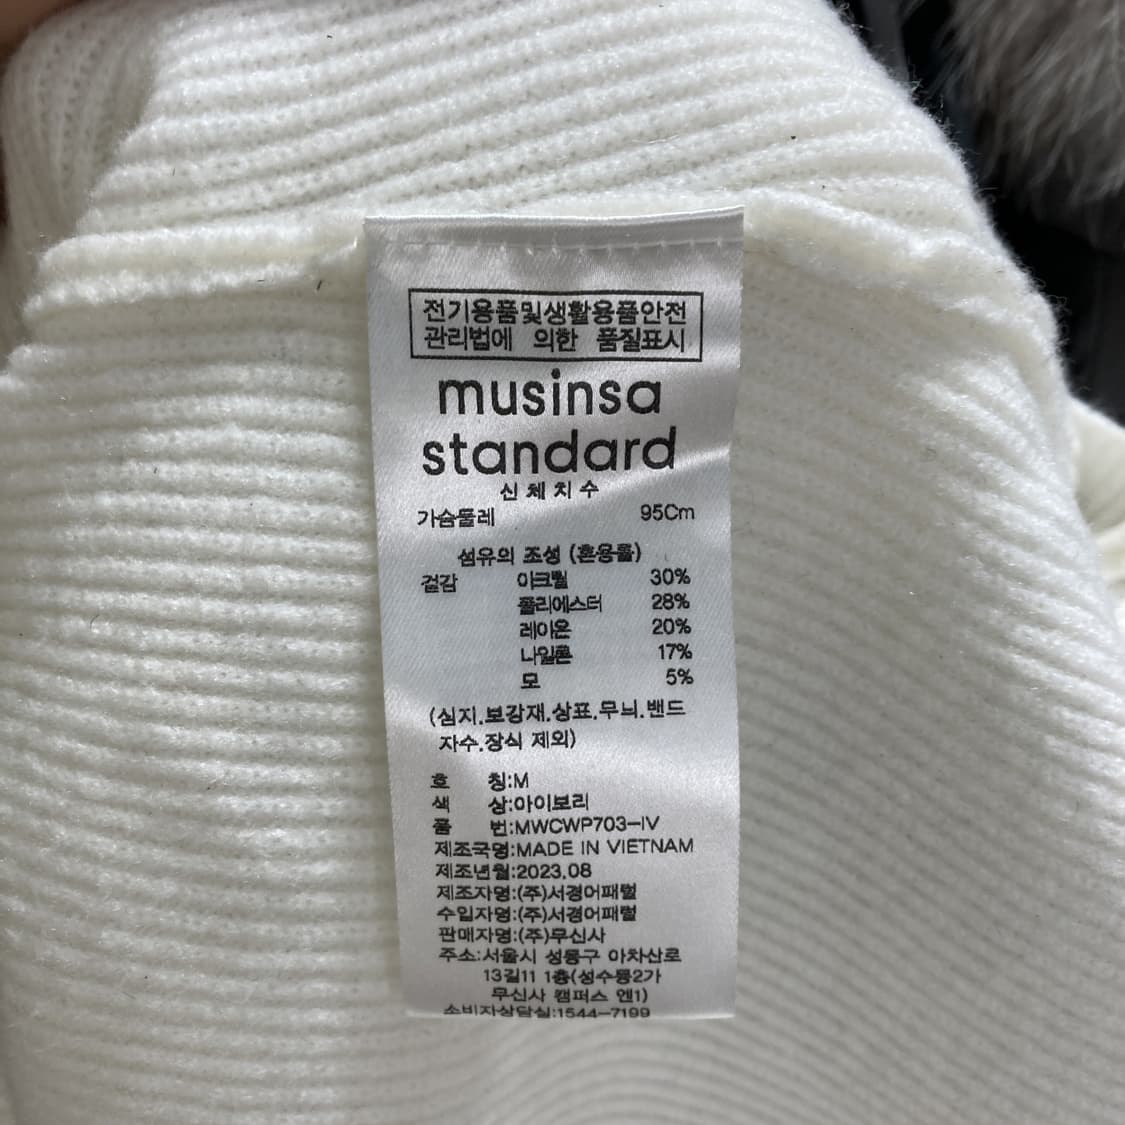 전기용품및생활용품안전
관리법에 의한 품질표시
musinsa
standard
신체치수
가슴둘레 95Cm
섬유의 조성 (혼용률)
겉감 아크릴 30%
폴리에스터 28%
레이온 20%
나일론 17%
모 5%
(심지.보강재.상표.무늬.밴드
자수.장식 제외)
호 칭:M
색 상:아이보리
품 번:MWCWP703-IV
제조국명:MADE IN VIETNAM
제조년월:2023.08
제조자명:(주)서경어패럴
수입자명:(주)서경어패럴
판매자명:(주)무신사
주소:서울시 성동구 아차산로
13길11 1층(성수동2가
무신사 캠퍼스 엔1)
소비자상담실:1544-7199